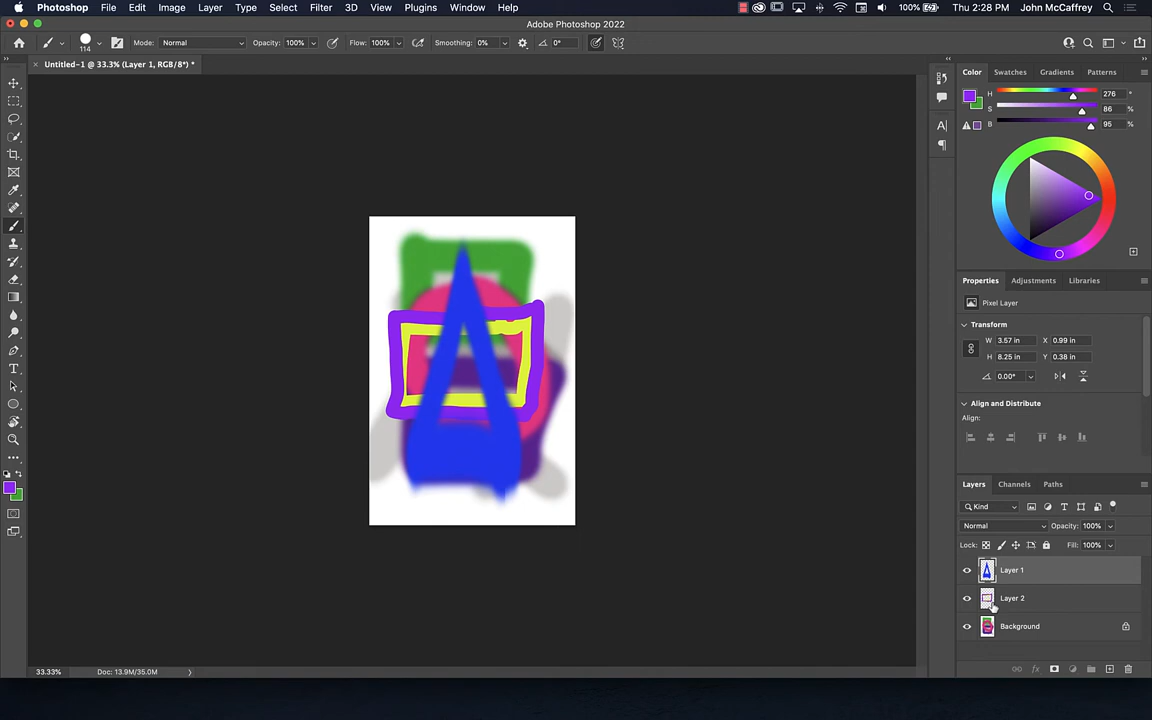 Photoshop File Edit Image Layer Type Select Filter 3D View Plugins Window Help 100% Thu 2:28 PM John McCaffrey
Adobe Photoshop 2022
114 Mode: Normal Opacity: 100% Flow: 100% Smoothing: 0% 0°
Untitled-1 @ 33.3% (Layer 1, RGB/8*) *
Color Swatches Gradients Patterns
H 276 °
S 86 %
B 95 %
Properties Adjustments Libraries
Pixel Layer
Transform
W 3.57 in X 0.99 in
H 8.25 in Y 0.38 in
0.00°
Align and Distribute
Align:
Layers Channels Paths
Kind
Normal Opacity: 100%
Lock: Fill: 100%
Layer 1
Layer 2
Background
fx
33.33% Doc: 13.9M/35.0M